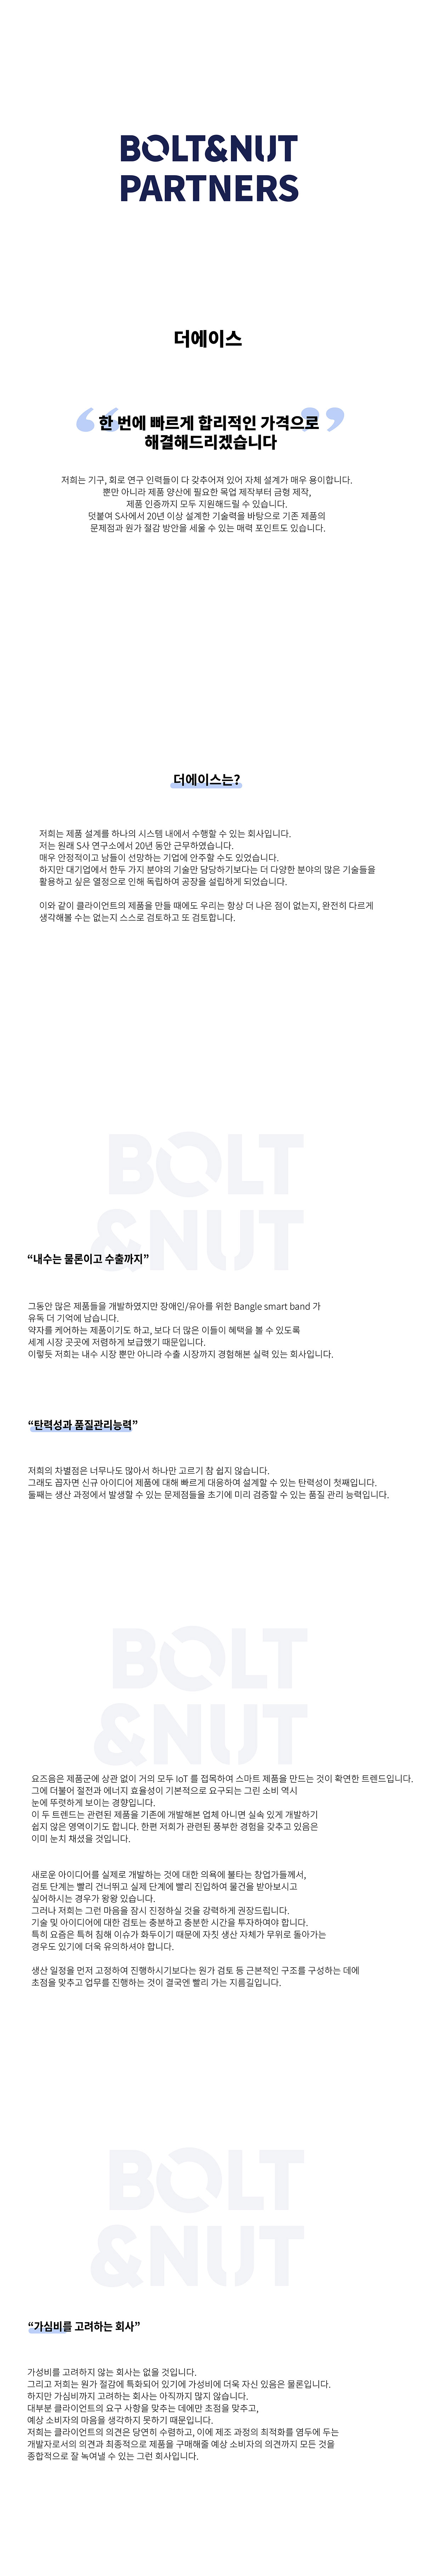 BOLT&NUT
PARTNERS
더에이스
“ 한 번에 빠르게 합리적인 가격으로 ”
해결해드리겠습니다
저희는 기구, 회로 연구 인력들이 다 갖추어져 있어 자체 설계가 매우 용이합니다.
뿐만 아니라 제품 양산에 필요한 목업 제작부터 금형 제작,
제품 인증까지 모두 지원해드릴 수 있습니다.
덧붙여 S사에서 20년 이상 설계한 기술력을 바탕으로 기존 제품의
문제점과 원가 절감 방안을 세울 수 있는 매력 포인트도 있습니다.
더에이스는?
저희는 제품 설계를 하나의 시스템 내에서 수행할 수 있는 회사입니다.
저는 원래 S사 연구소에서 20년 동안 근무하였습니다.
매우 안정적이고 남들이 선망하는 기업에 안주할 수도 있었습니다.
하지만 대기업에서 한두 가지 분야의 기술만 담당하기보다는 더 다양한 분야의 많은 기술들을
활용하고 싶은 열정으로 인해 독립하여 공장을 설립하게 되었습니다.
이와 같이 클라이언트의 제품을 만들 때에도 우리는 항상 더 나은 점이 없는지, 완전히 다르게
생각해볼 수는 없는지 스스로 검토하고 또 검토합니다.
BOLT
&NUT
“내수는 물론이고 수출까지”
그동안 많은 제품들을 개발하였지만 장애인/유아를 위한 Bangle smart band 가
유독 더 기억에 남습니다.
약자를 케어하는 제품이기도 하고, 보다 더 많은 이들이 혜택을 볼 수 있도록
세계 시장 곳곳에 저렴하게 보급했기 때문입니다.
이렇듯 저희는 내수 시장 뿐만 아니라 수출 시장까지 경험해본 실력 있는 회사입니다.
“탄력성과 품질관리능력”
저희의 차별점은 너무나도 많아서 하나만 고르기 참 쉽지 않습니다.
그래도 꼽자면 신규 아이디어 제품에 대해 빠르게 대응하여 설계할 수 있는 탄력성이 첫째입니다.
둘째는 생산 과정에서 발생할 수 있는 문제점들을 초기에 미리 검증할 수 있는 품질 관리 능력입니다.
BOLT
&NUT
요즈음은 제품군에 상관 없이 거의 모두 IoT 를 접목하여 스마트 제품을 만드는 것이 확연한 트렌드입니다.
그에 더불어 절전과 에너지 효율성이 기본적으로 요구되는 그린 소비 역시
눈에 뚜렷하게 보이는 경향입니다.
이 두 트렌드는 관련된 제품을 기존에 개발해본 업체 아니면 실속 있게 개발하기
쉽지 않은 영역이기도 합니다. 한편 저희가 관련된 풍부한 경험을 갖추고 있음은
이미 눈치 채셨을 것입니다.
새로운 아이디어를 실제로 개발하는 것에 대한 의욕에 불타는 창업가들께서,
검토 단계는 빨리 건너뛰고 실제 단계에 빨리 진입하여 물건을 받아보시고
싶어하시는 경우가 왕왕 있습니다.
그러나 저희는 그런 마음을 잠시 진정하실 것을 강력하게 권장드립니다.
기술 및 아이디어에 대한 검토는 충분하고 충분한 시간을 투자하여야 합니다.
특히 요즘은 특허 침해 이슈가 화두이기 때문에 자칫 생산 자체가 무위로 돌아가는
경우도 있기에 더욱 유의하셔야 합니다.
생산 일정을 먼저 고정하여 진행하시기보다는 원가 검토 등 근본적인 구조를 구성하는 데에
초점을 맞추고 업무를 진행하는 것이 결국엔 빨리 가는 지름길입니다.
BOLT
&NUT
“가심비를 고려하는 회사”
가성비를 고려하지 않는 회사는 없을 것입니다.
그리고 저희는 원가 절감에 특화되어 있기에 가성비에 더욱 자신 있음은 물론입니다.
하지만 가심비까지 고려하는 회사는 아직까지 많지 않습니다.
대부분 클라이언트의 요구 사항을 맞추는 데에만 초점을 맞추고,
예상 소비자의 마음을 생각하지 못하기 때문입니다.
저희는 클라이언트의 의견은 당연히 수렴하고, 이에 제조 과정의 최적화를 염두에 두는
개발자로서의 의견과 최종적으로 제품을 구매해줄 예상 소비자의 의견까지 모든 것을
종합적으로 잘 녹여낼 수 있는 그런 회사입니다.